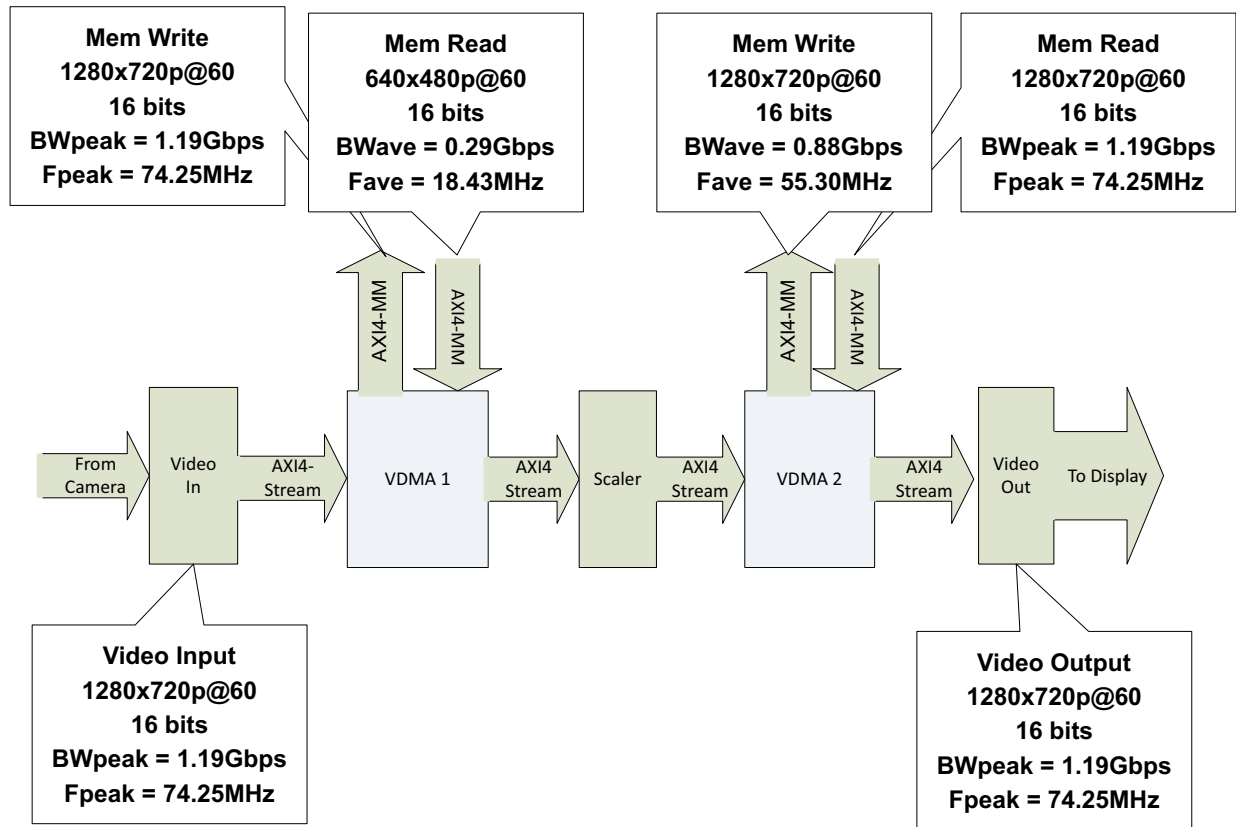 Mem Write
1280x720p@60
16 bits
BWpeak = 1.19Gbps
Fpeak = 74.25MHz
Mem Read
640x480p@60
16 bits
BWave = 0.29Gbps
Fave = 18.43MHz
Mem Write
1280x720p@60
16 bits
BWave = 0.88Gbps
Fave = 55.30MHz
Mem Read
1280x720p@60
16 bits
BWpeak = 1.19Gbps
Fpeak = 74.25MHz
AXI4-MM
AXI4-MM
AXI4-MM
AXI4-MM
From
Camera
Video
In
AXI4-
Stream
VDMA 1
AXI4
Stream
Scaler
AXI4
Stream
VDMA 2
AXI4
Stream
Video
Out
To Display
Video Input
1280x720p@60
16 bits
BWpeak = 1.19Gbps
Fpeak = 74.25MHz
Video Output
1280x720p@60
16 bits
BWpeak = 1.19Gbps
Fpeak = 74.25MHz